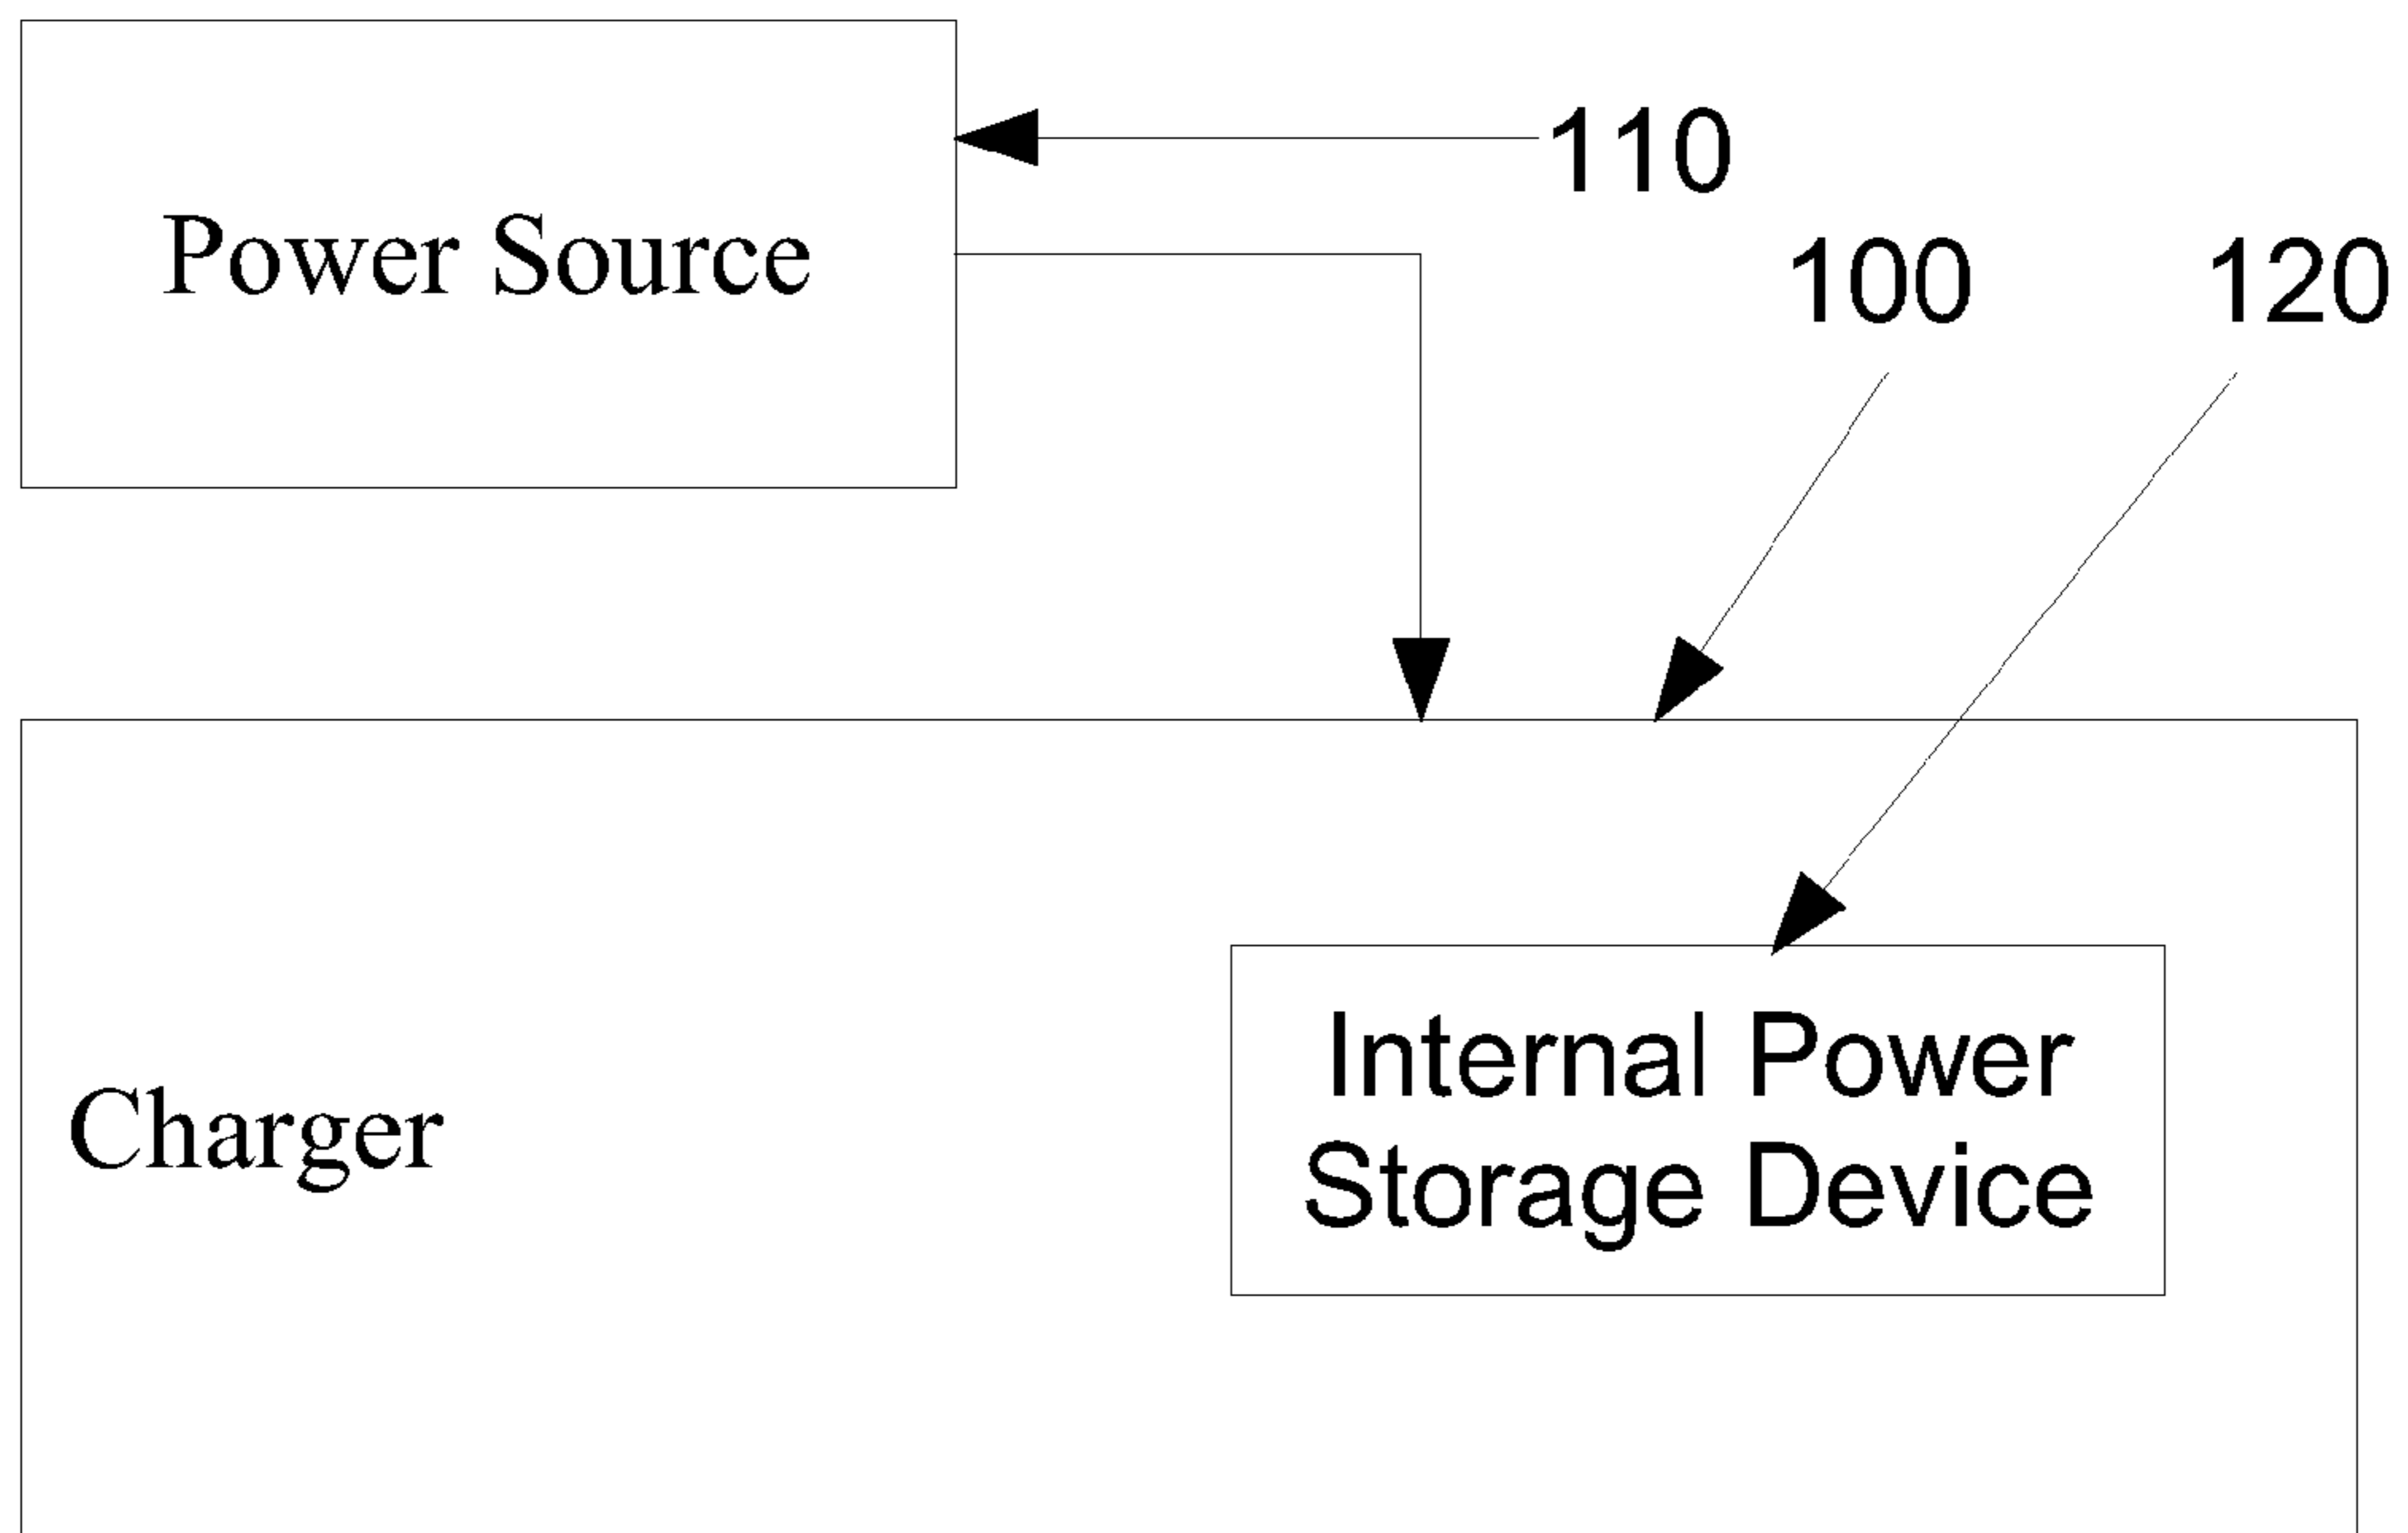 110
Power Source
100
120
Internal Power
Charger
Storage Device